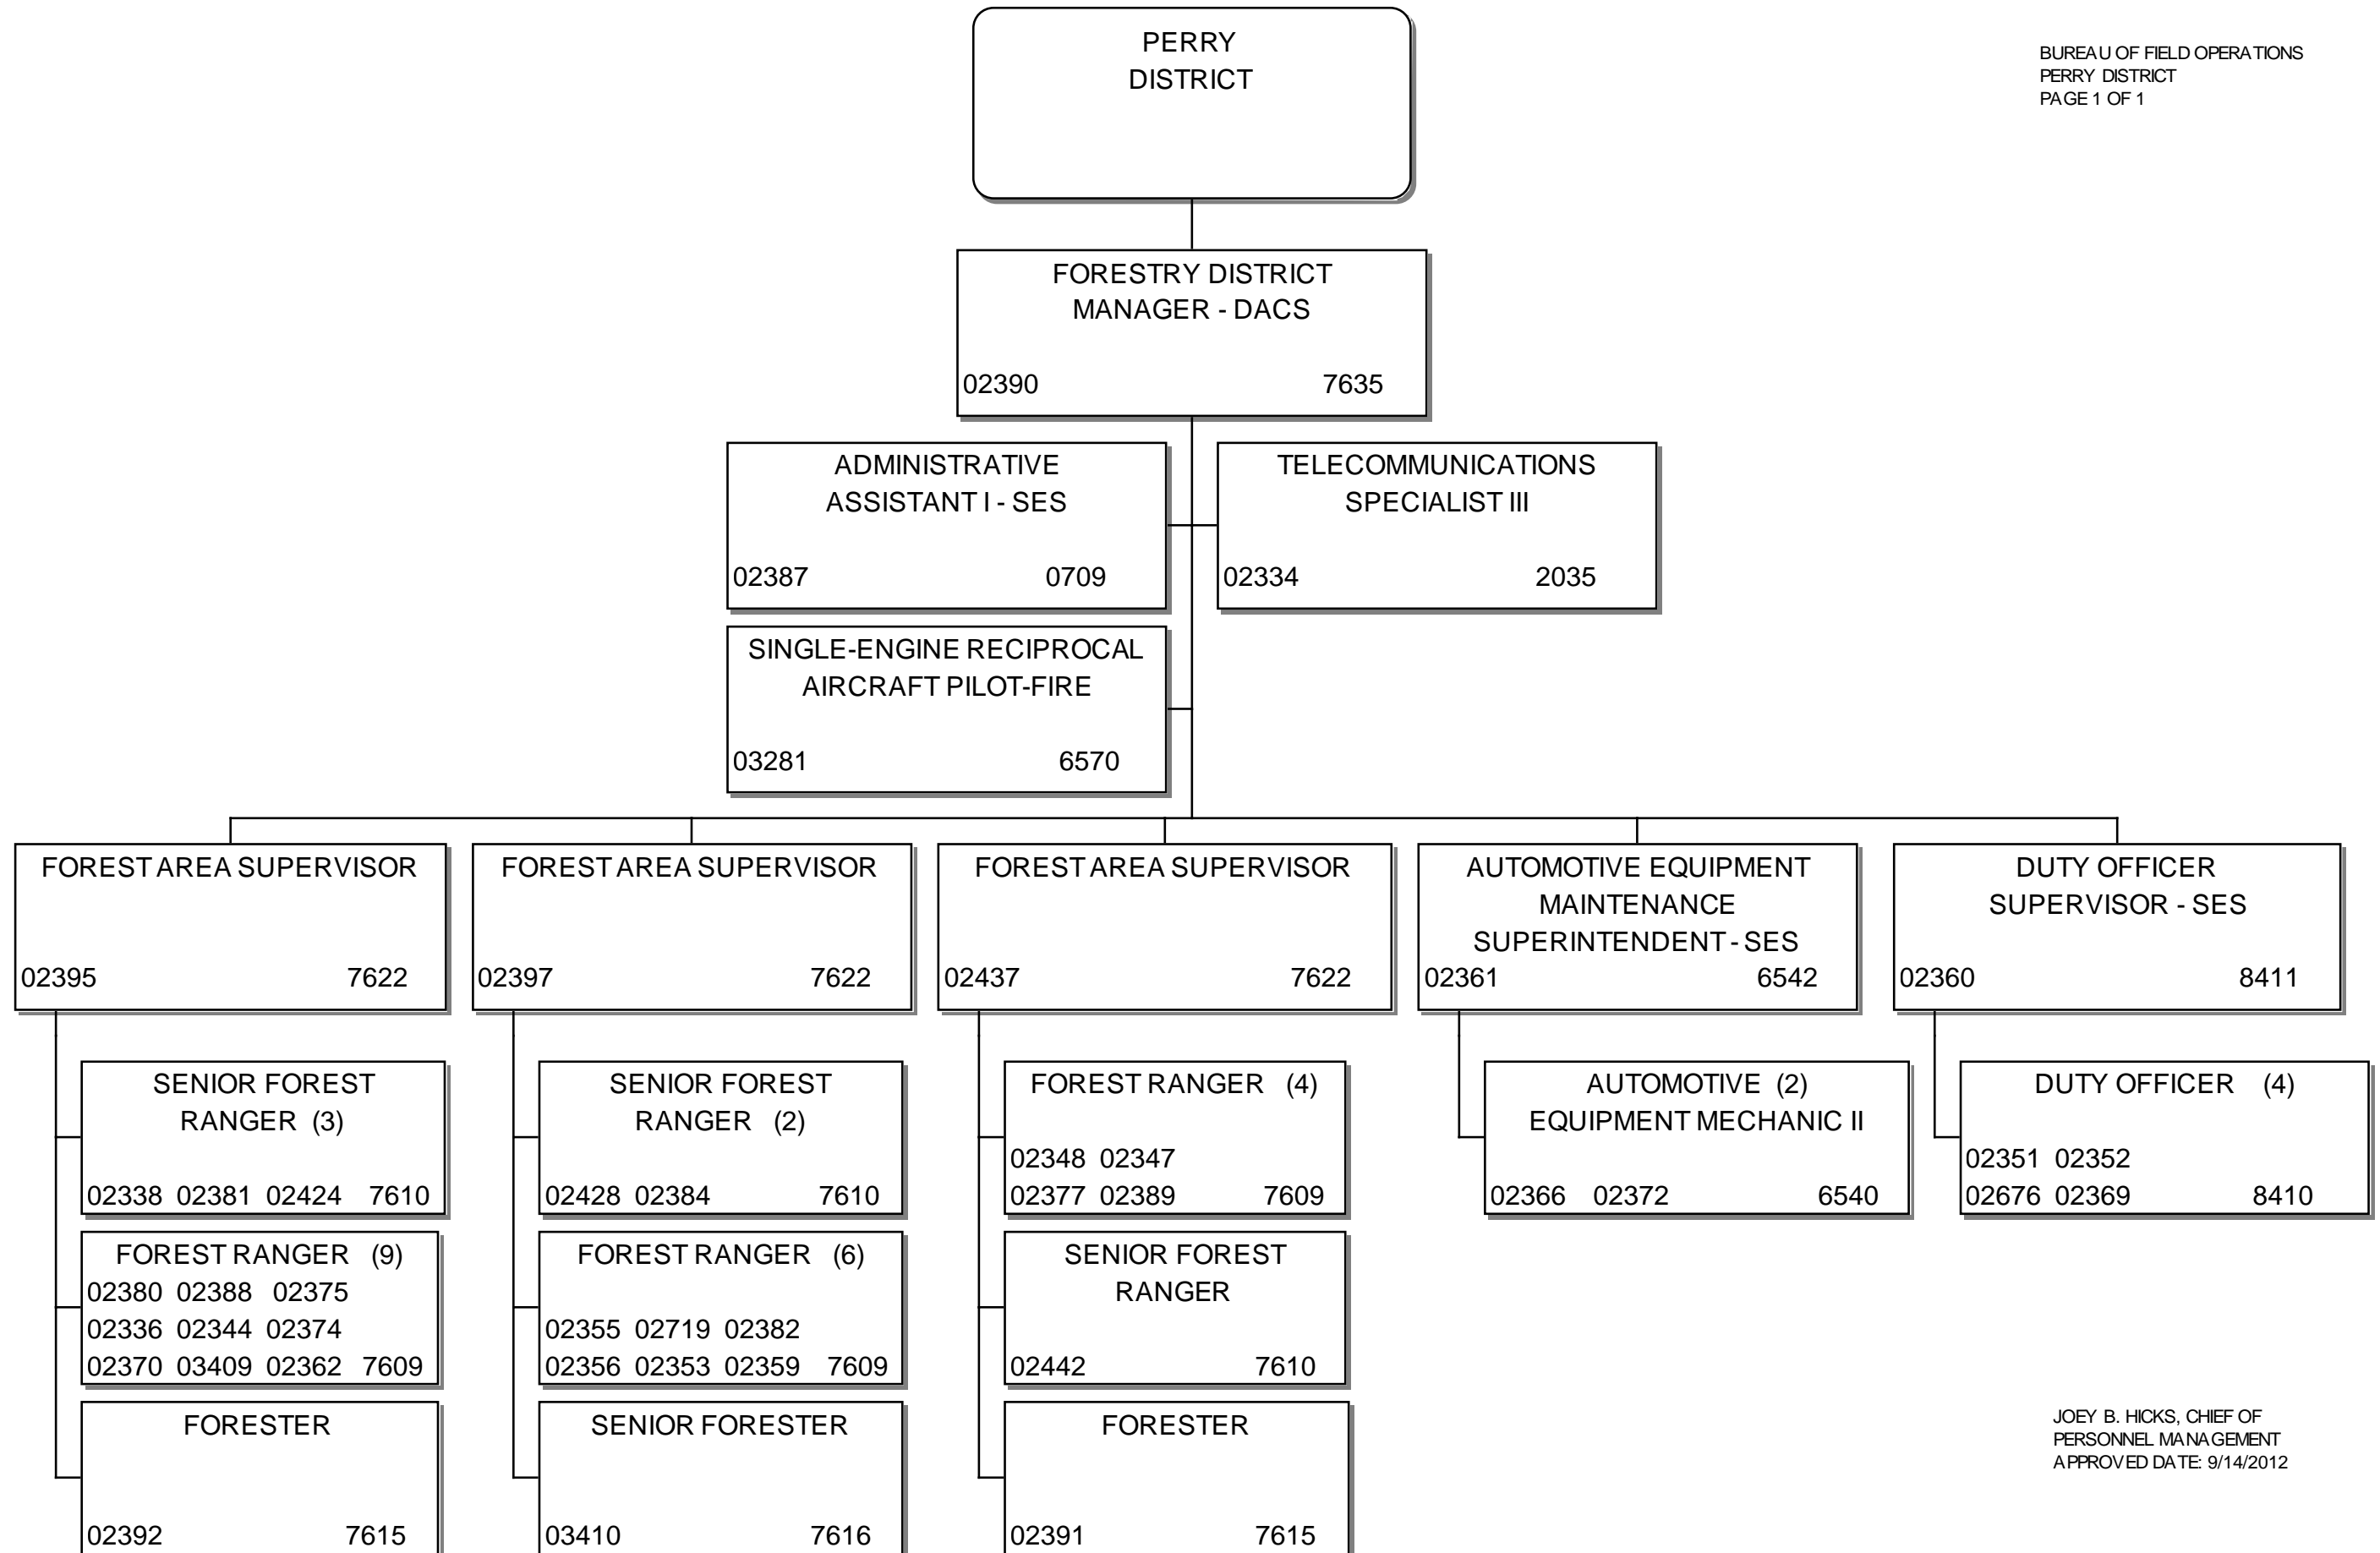 PERRY
DISTRICT
BUREAU OF FIELD OPERATIONS
PERRY DISTRICT
PAGE 1 OF 1
FORESTRY DISTRICT
MANAGER - DACS
02390 7635
ADMINISTRATIVE
ASSISTANT I - SES
02387 0709
TELECOMMUNICATIONS
SPECIALIST III
02334 2035
SINGLE-ENGINE RECIPROCAL
AIRCRAFT PILOT-FIRE
03281 6570
FOREST AREA SUPERVISOR
02395 7622
FOREST AREA SUPERVISOR
02397 7622
FOREST AREA SUPERVISOR
02437 7622
AUTOMOTIVE EQUIPMENT
MAINTENANCE
SUPERINTENDENT - SES
02361 6542
DUTY OFFICER
SUPERVISOR - SES
02360 8411
SENIOR FOREST
RANGER (3)
02338 02381 02424 7610
SENIOR FOREST
RANGER (2)
02428 02384 7610
FOREST RANGER (4)
02348 02347
02377 02389 7609
AUTOMOTIVE (2)
EQUIPMENT MECHANIC II
02366 02372 6540
DUTY OFFICER (4)
02351 02352
02676 02369 8410
FOREST RANGER (9)
02380 02388 02375
02336 02344 02374
02370 03409 02362 7609
FOREST RANGER (6)
02355 02719 02382
02356 02353 02359 7609
SENIOR FOREST
RANGER
02442 7610
FORESTER
02392 7615
SENIOR FORESTER
03410 7616
FORESTER
02391 7615
JOEY B. HICKS, CHIEF OF
PERSONNEL MANAGEMENT
APPROVED DATE: 9/14/2012